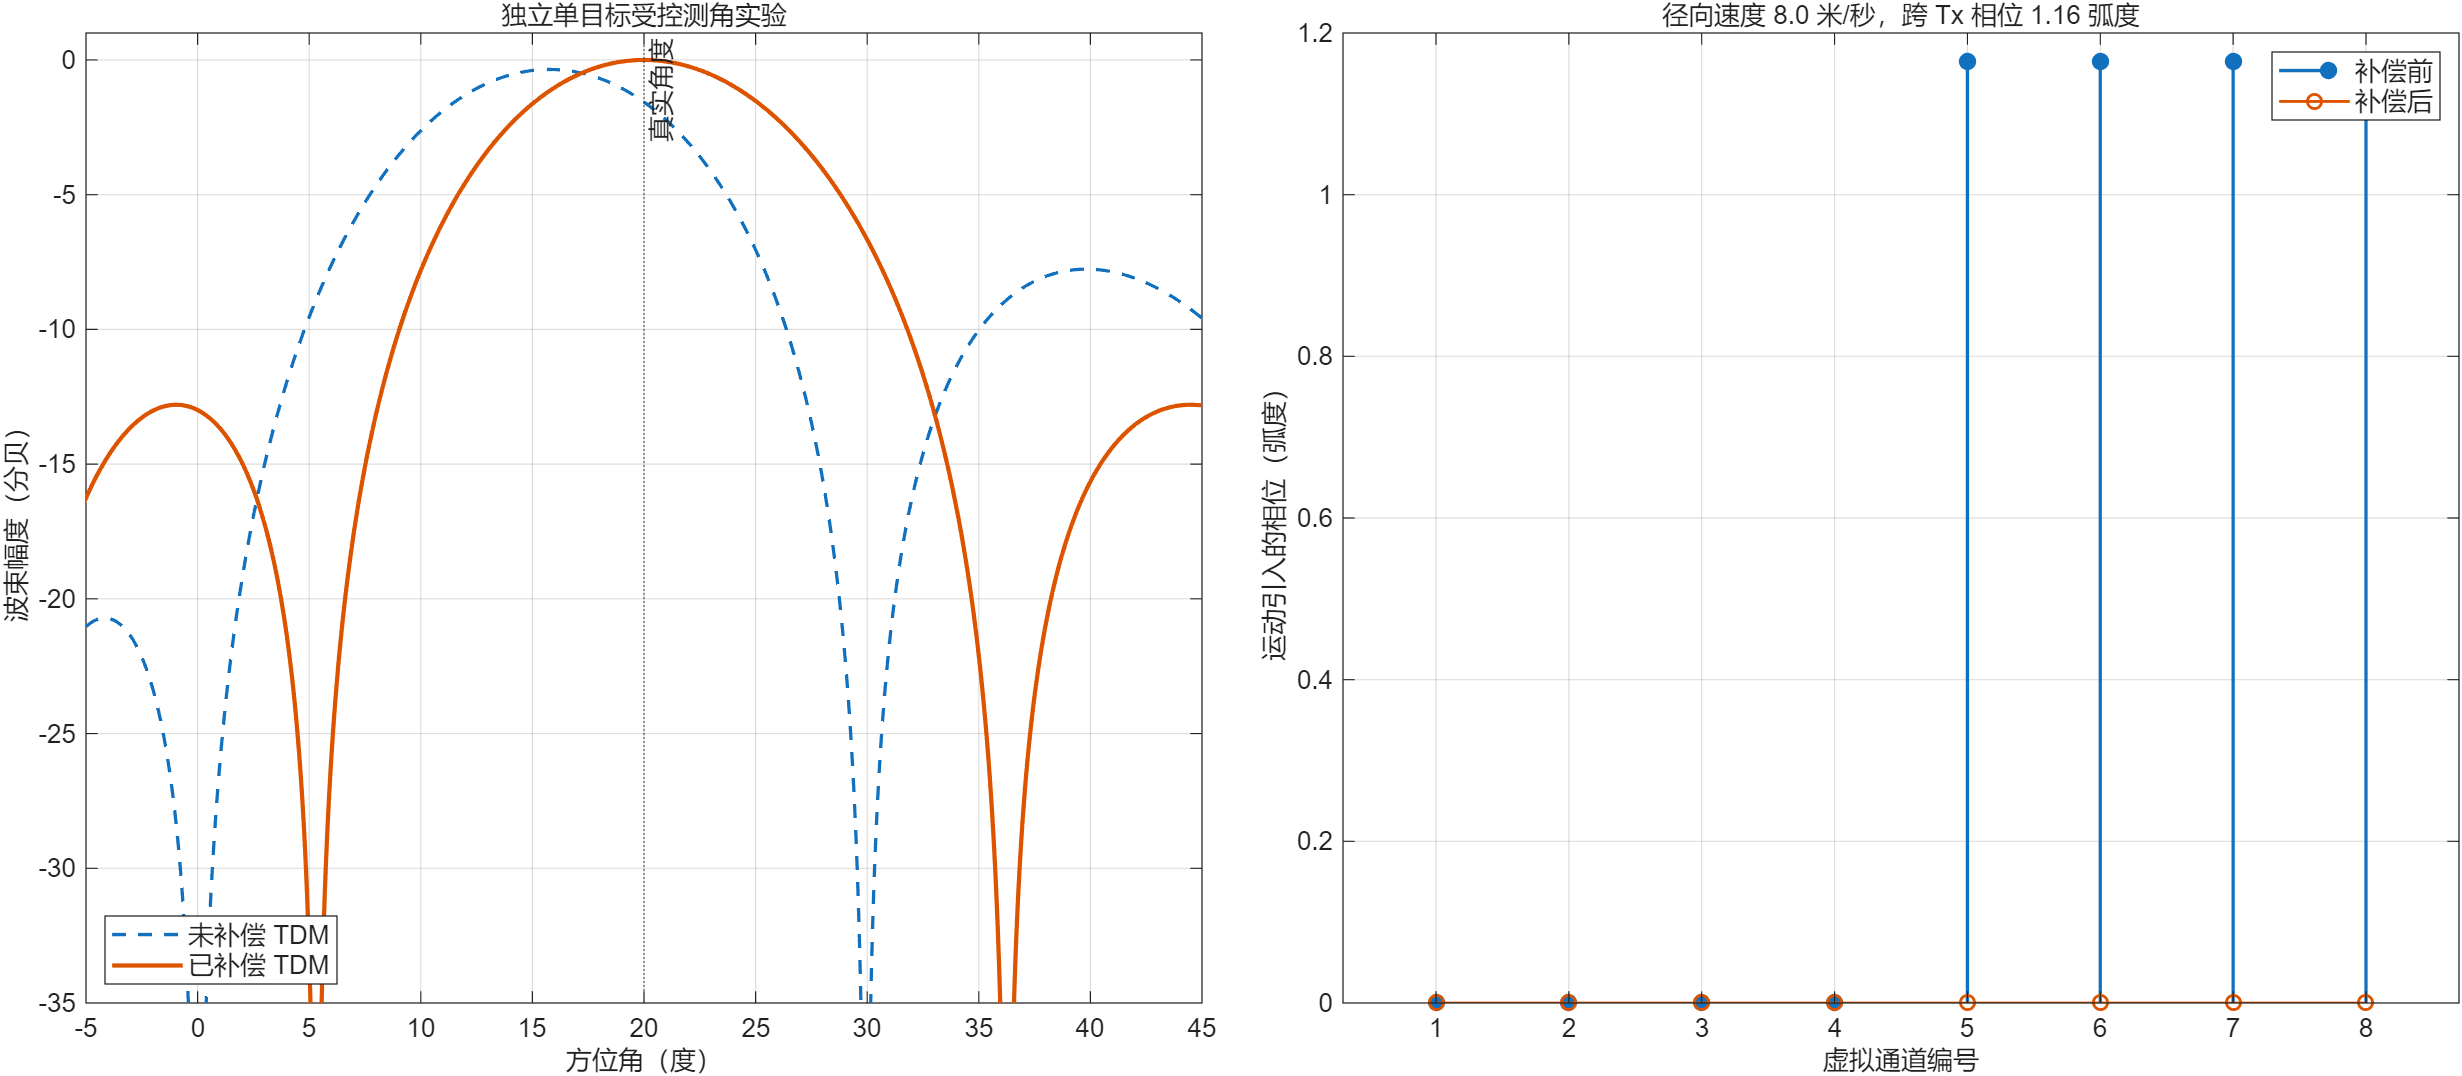 独立单目标受控测角实验
0
-5
-10
-15
-20
-25
-30
-35
波束幅度（分贝）
真实角度
未补偿 TDM
已补偿 TDM
-5 0 5 10 15 20 25 30 35 40 45
方位角（度）
径向速度 8.0 米/秒，跨 Tx 相位 1.16 弧度
1.2
1
0.8
0.6
0.4
0.2
0
运动引入的相位（弧度）
补偿前
补偿后
1 2 3 4 5 6 7 8
虚拟通道编号